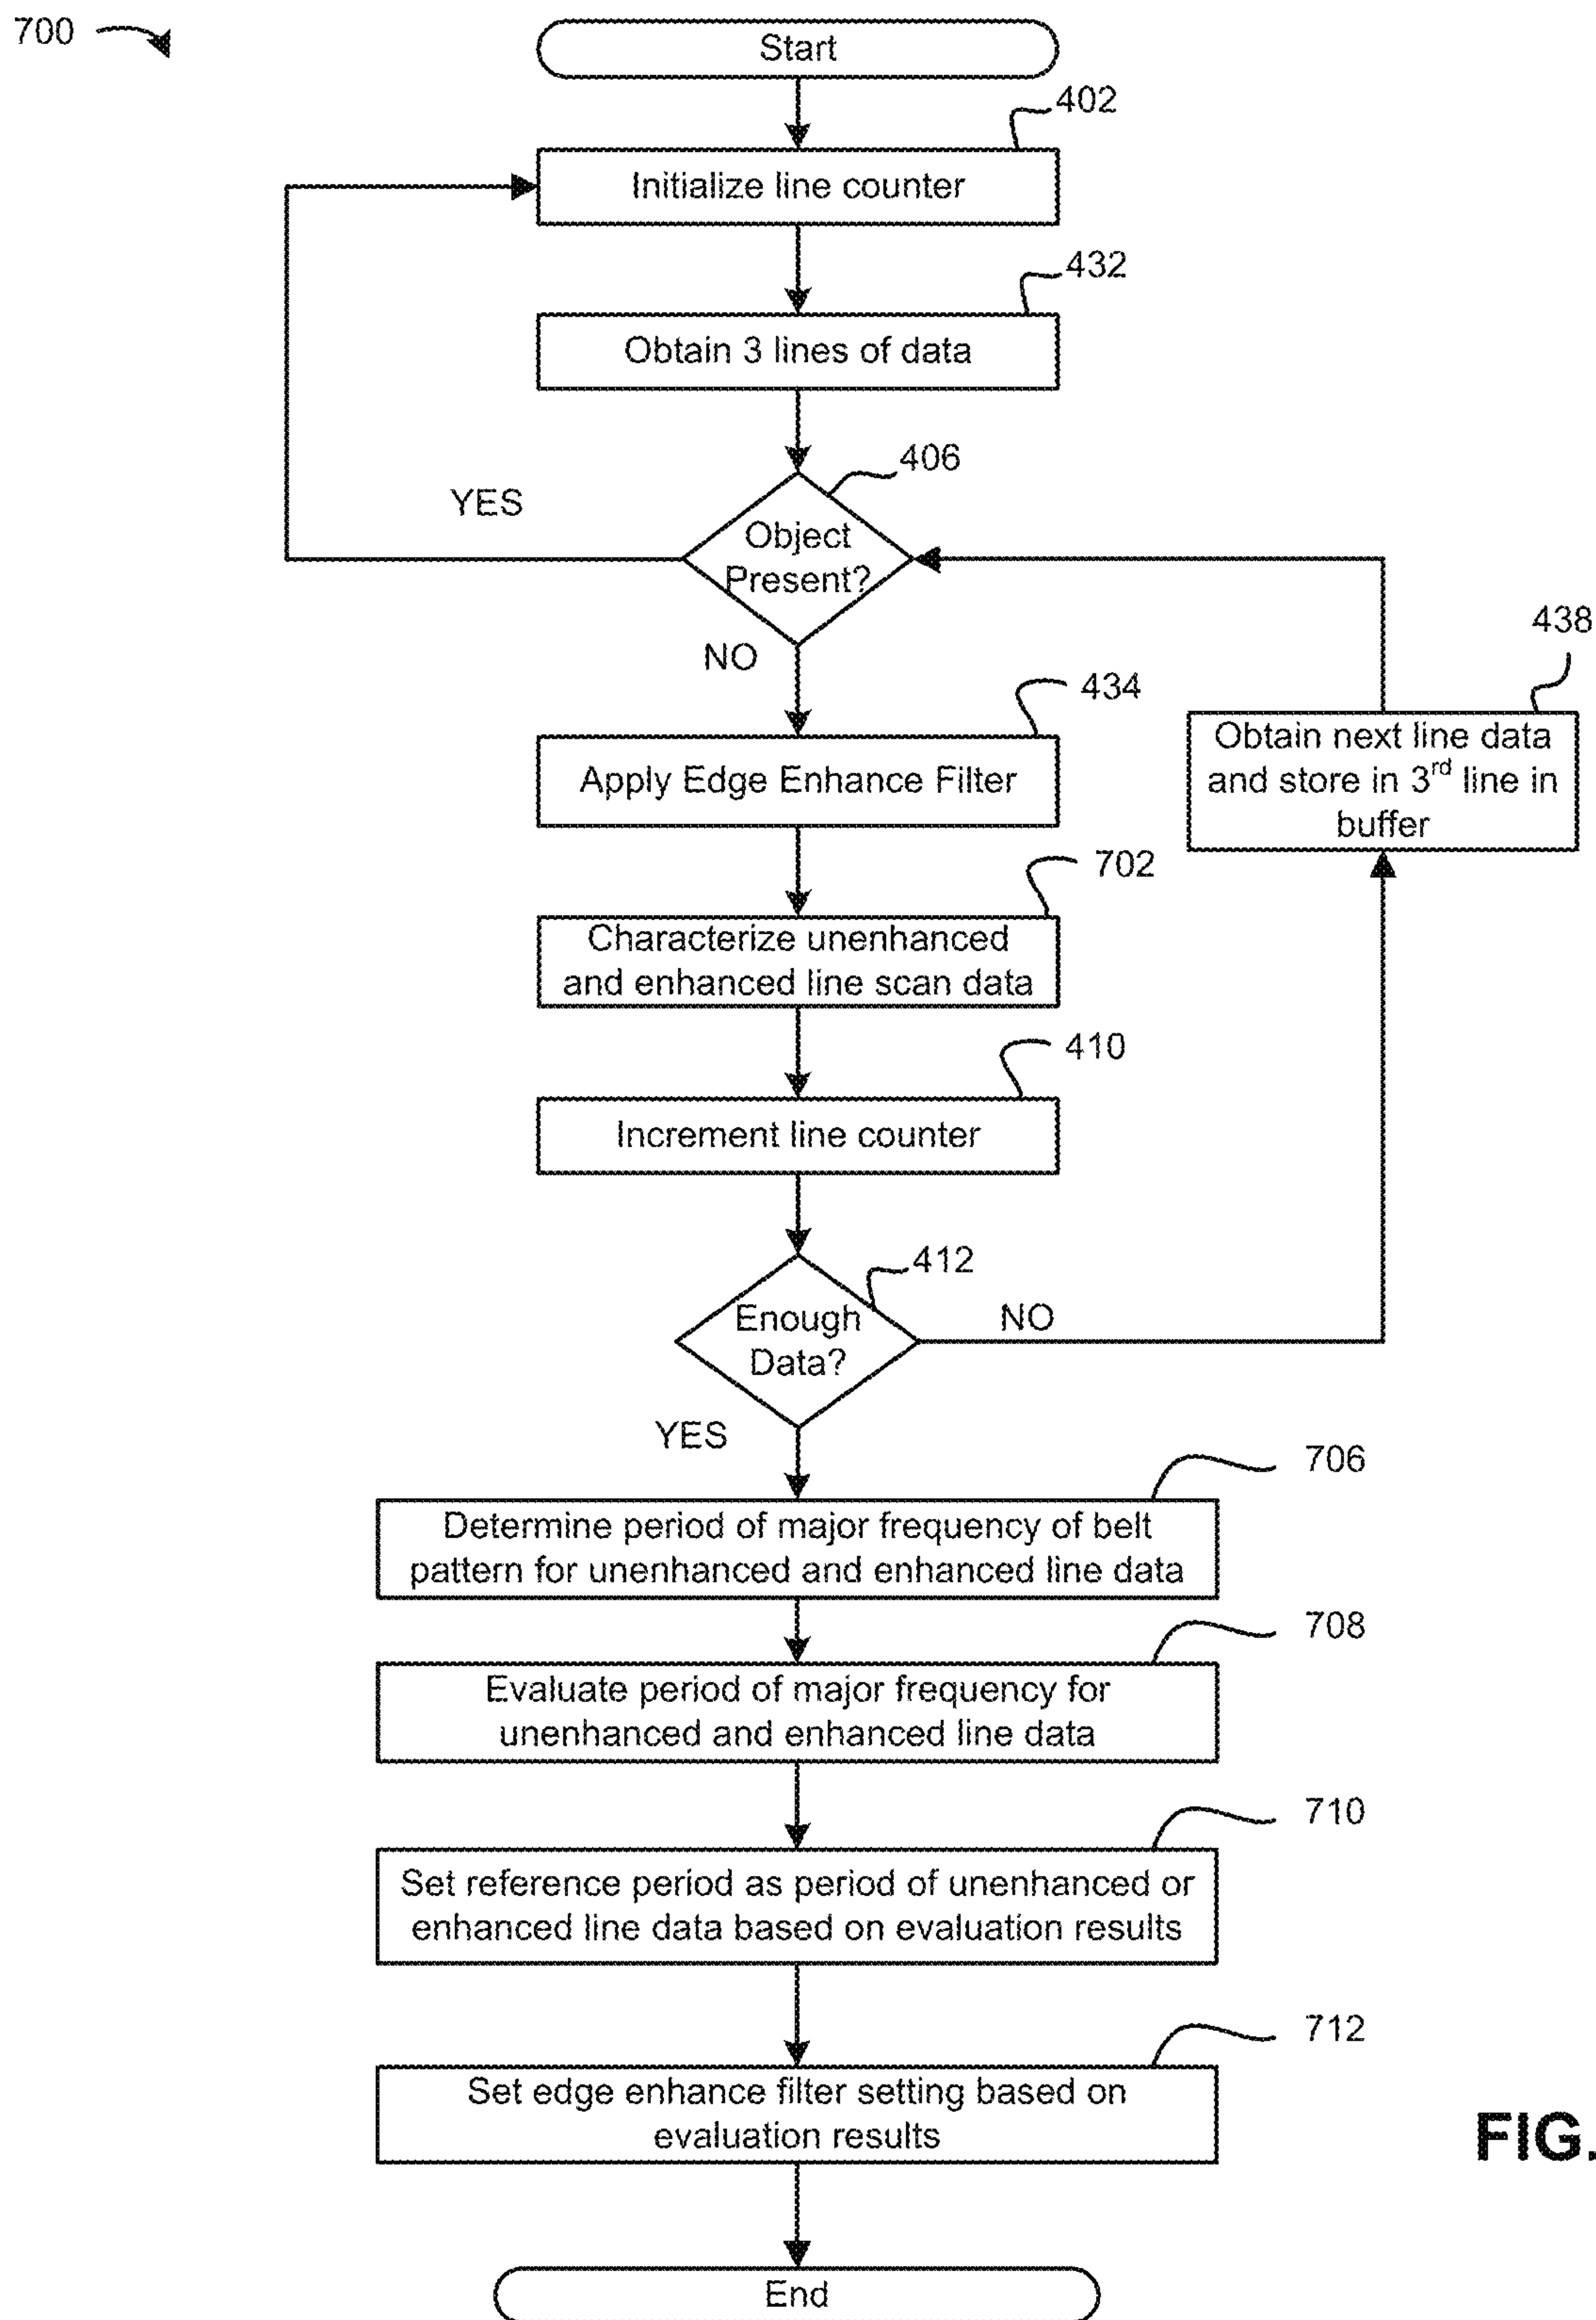 700
Start
402
Initialize line counter
432
Obtain 3 lines of data
406
YES
Object
Present?
NO
438
434
Obtain next line data
and store in 3rd line in
buffer
Apply Edge Enhance Filter
702
Characterize unenhanced
and enhanced line scan data
410
Increment line counter
412
Enough
Data?
NO
YES
706
Determine period of major frequency of belt
pattern for unenhanced and enhanced line data
708
Evaluate period of major frequency for
unenhanced and enhanced line data
710
Set reference period as period of unenhanced or
enhanced line data based on evaluation results
712
Set edge enhance filter setting based on
evaluation results
FIG.
End